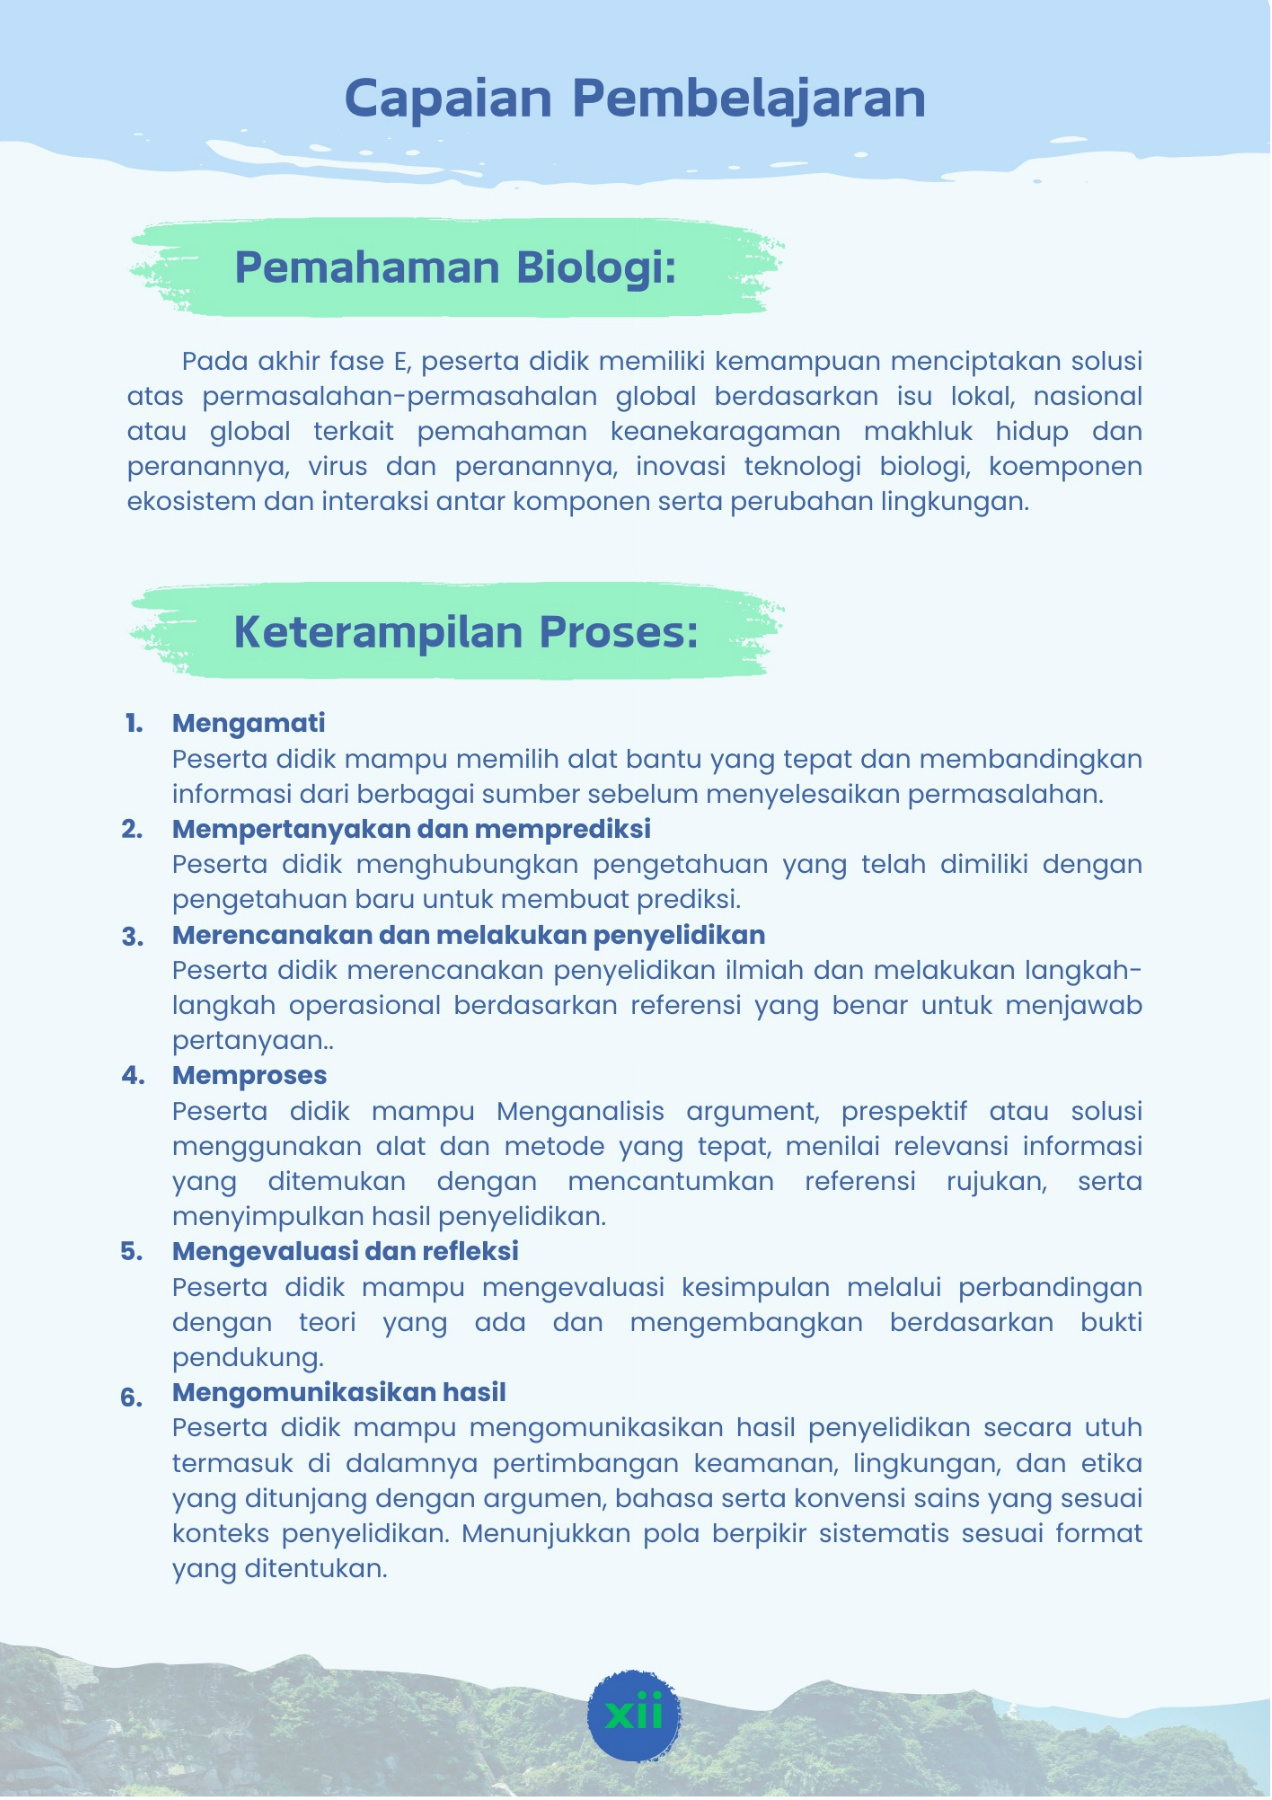 Capaian Pembelajaran
Pemahaman Biologi:
Pada akhir fase E, peserta didik memiliki kemampuan menciptakan solusi
atas permasalahan-permasahalan global berdasarkan isu lokal, nasional
atau global terkait pemahaman keanekaragaman makhluk hidup dan
peranannya, virus dan peranannya, inovasi teknologi biologi, koemponen
ekosistem dan interaksi antar komponen serta perubahan lingkungan.
Keterampilan Proses:
1. Mengamati
Peserta didik mampu memilih alat bantu yang tepat dan membandingkan
informasi dari berbagai sumber sebelum menyelesaikan permasalahan.
2. Mempertanyakan dan memprediksi
Peserta didik menghubungkan pengetahuan yang telah dimiliki dengan
pengetahuan baru untuk membuat prediksi.
3. Merencanakan dan melakukan penyelidikan
Peserta didik merencanakan penyelidikan ilmiah dan melakukan langkah-
langkah operasional berdasarkan referensi yang benar untuk menjawab
pertanyaan..
4. Memproses
Peserta didik mampu Menganalisis argument, prespektif atau solusi
menggunakan alat dan metode yang tepat, menilai relevansi informasi
yang ditemukan dengan mencantumkan referensi rujukan, serta
menyimpulkan hasil penyelidikan.
5. Mengevaluasi dan refleksi
Peserta didik mampu mengevaluasi kesimpulan melalui perbandingan
dengan teori yang ada dan mengembangkan berdasarkan bukti
pendukung.
6. Mengomunikasikan hasil
Peserta didik mampu mengomunikasikan hasil penyelidikan secara utuh
termasuk di dalamnya pertimbangan keamanan, lingkungan, dan etika
yang ditunjang dengan argumen, bahasa serta konvensi sains yang sesuai
konteks penyelidikan. Menunjukkan pola berpikir sistematis sesuai format
yang ditentukan.
xii